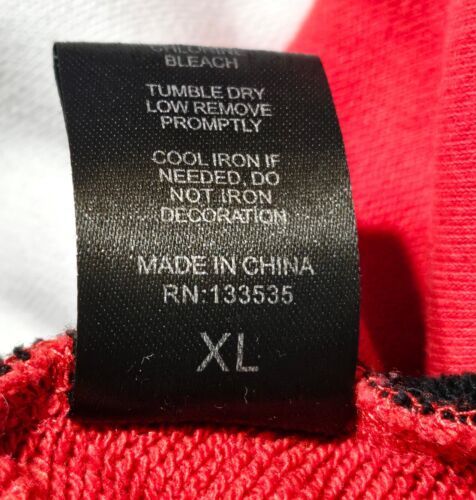 CHLORINE
BLEACH
TUMBLE DRY
LOW REMOVE
PROMPTLY
COOL IRON IF
NEEDED. DO
NOT IRON
DECORATION
MADE IN CHINA
RN:133535
XL